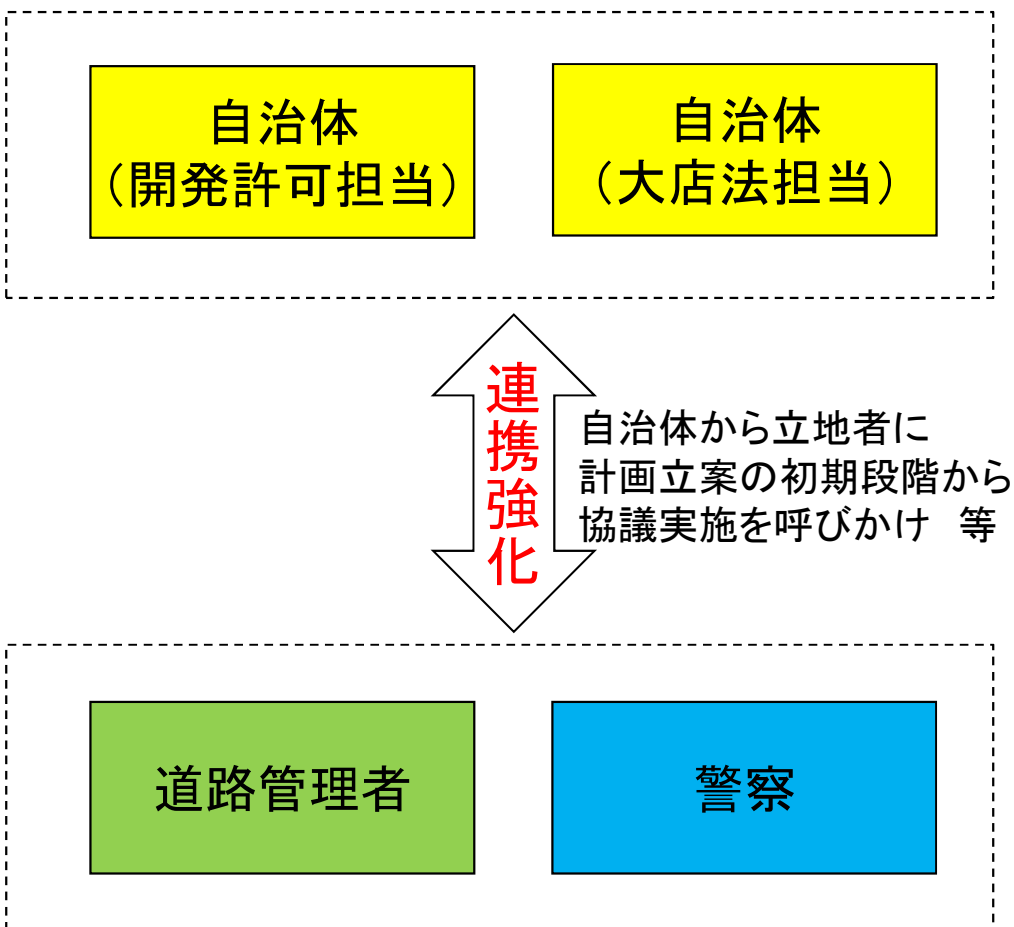 自治体
（開発許可担当）
自治体
（大店法担当）
連携強化
自治体から立地者に
計画立案の初期段階から
協議実施を呼びかけ　等
道路管理者
警察